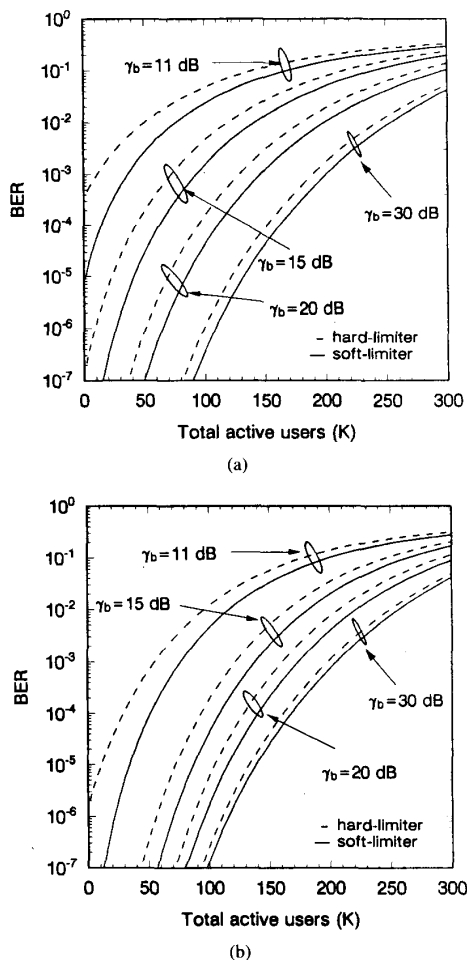 10⁰
10⁻¹
10⁻²
10⁻³
10⁻⁴
10⁻⁵
10⁻⁶
10⁻⁷
BER
γb=11 dB
γb=30 dB
γb=15 dB
γb=20 dB
– hard-limiter
— soft-limiter
0 50 100 150 200 250 300
Total active users (K)
(a)
10⁰
10⁻¹
10⁻²
10⁻³
10⁻⁴
10⁻⁵
10⁻⁶
10⁻⁷
BER
γb=11 dB
γb=15 dB
γb=30 dB
γb=20 dB
– hard-limiter
— soft-limiter
0 50 100 150 200 250 300
Total active users (K)
(b)